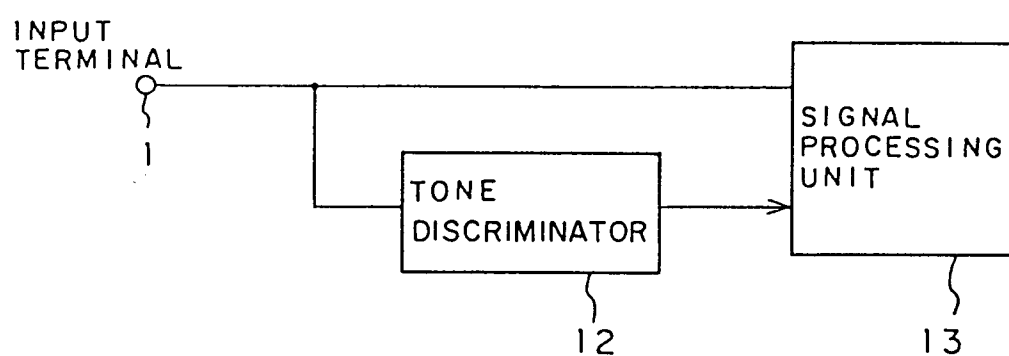 INPUT
TERMINAL
1
TONE
DISCRIMINATOR
12
SIGNAL
PROCESSING
UNIT
13